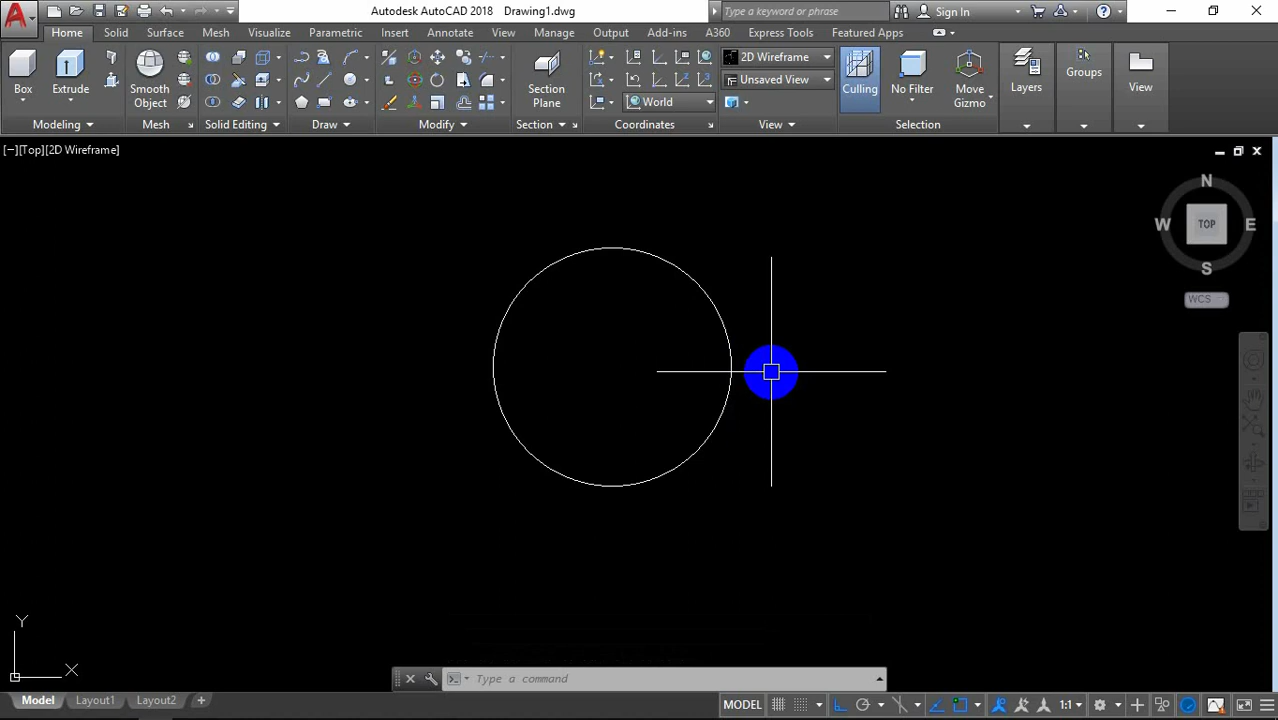 Autodesk AutoCAD 2018 Drawing1.dwg
Type a keyword or phrase
Sign In
Home Solid Surface Mesh Visualize Parametric Insert Annotate View Manage Output Add-ins A360 Express Tools Featured Apps
Box
Extrude
Smooth
Object
Section
Plane
World
2D Wireframe
Unsaved View
Culling
No Filter
Move
Gizmo
Layers
Groups
View
Modeling Mesh Solid Editing Draw Modify Section Coordinates View Selection
[−][Top][2D Wireframe]
N
W TOP E
S
WCS
Y
X
Type a command
Model Layout1 Layout2 +
MODEL 1:1